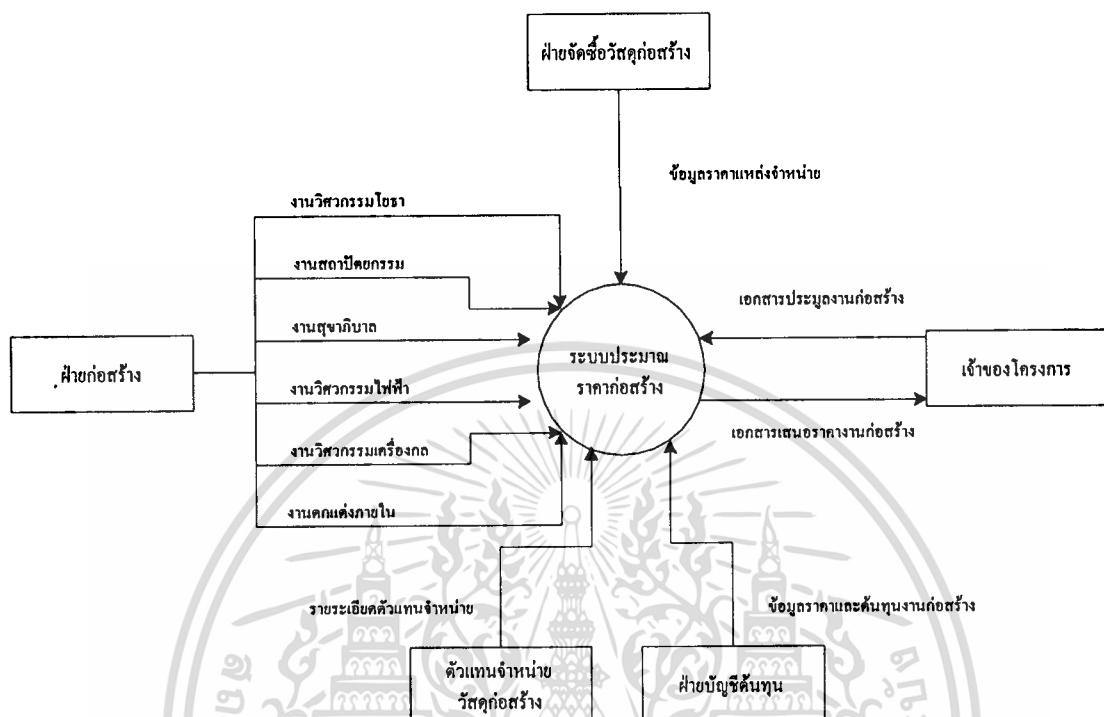 ฝ่ายจัดซื้อวัสดุก่อสร้าง
ข้อมูลราคาแหล่งจำหน่าย
งานวิศวกรรมโยธา
งานสถาปัตยกรรม
งานสุขาภิบาล
งานวิศวกรรมไฟฟ้า
งานวิศวกรรมเครื่องกล
งานตกแต่งภายใน
ฝ่ายก่อสร้าง
ระบบประมาณ
ราคาก่อสร้าง
เอกสารประมูลงานก่อสร้าง
เจ้าของโครงการ
เอกสารเสนอราคางานก่อสร้าง
รายระเอียดตัวแทนจำหน่าย
ข้อมูลราคาและต้นทุนงานก่อสร้าง
ตัวแทนจำหน่าย
วัสดุก่อสร้าง
ฝ่ายบัญชีต้นทุน